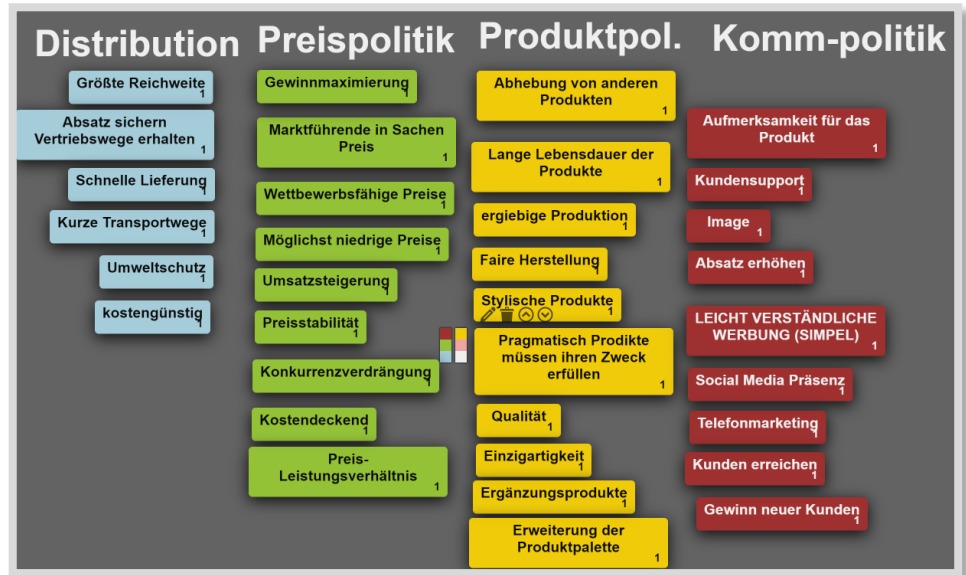 Distribution
Größte Reichweite
1
Absatz sichern
Vertriebswege erhalten
1
Schnelle Lieferung
1
Kurze Transportwege
1
Umweltschutz
1
kostengünstig
1
Preispolitik
Gewinnmaximierung
1
Marktführende in Sachen
Preis
1
Wettbewerbsfähige Preise
1
Möglichst niedrige Preise
1
Umsatzsteigerung
1
Preisstabilität
1
Konkurrenzverdrängung
1
Kostendeckend
1
Preis-
Leistungsverhältnis
1
Produktpol.
Abhebung von anderen
Produkten
1
Lange Lebensdauer der
Produkte
1
ergiebige Produktion
1
Faire Herstellung
1
Stylische Produkte
1
Pragmatisch Prodikte
müssen ihren Zweck
erfüllen
1
Qualität
1
Einzigartigkeit
1
Ergänzungsprodukte
1
Erweiterung der
Produktpalette
1
Komm-politik
Aufmerksamkeit für das
Produkt
1
Kundensupport
1
Image
1
Absatz erhöhen
1
LEICHT VERSTÄNDLICHE
WERBUNG (SIMPEL)
1
Social Media Präsenz
1
Telefonmarketing
1
Kunden erreichen
1
Gewinn neuer Kunden
1